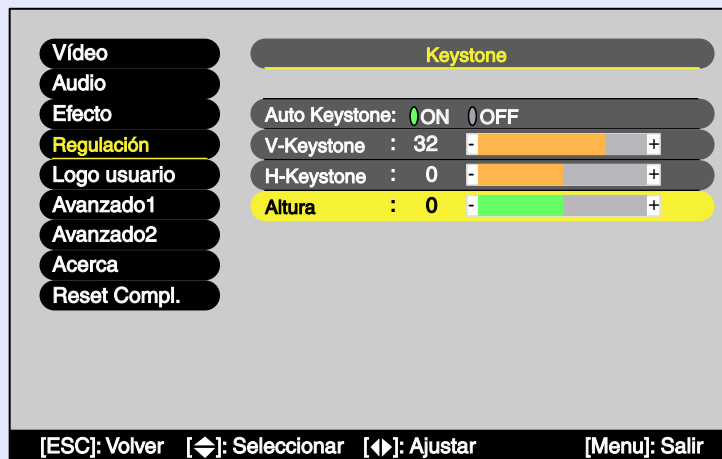 Vídeo
Audio
Efecto
Regulación
Logo usuario
Avanzado1
Avanzado2
Acerca
Reset Compl.
Keystone
Auto Keystone: ON OFF
V-Keystone : 32 - +
H-Keystone : 0 - +
Altura : 0 - +
[ESC]: Volver [◆]: Seleccionar [◀▶]: Ajustar [Menu]: Salir